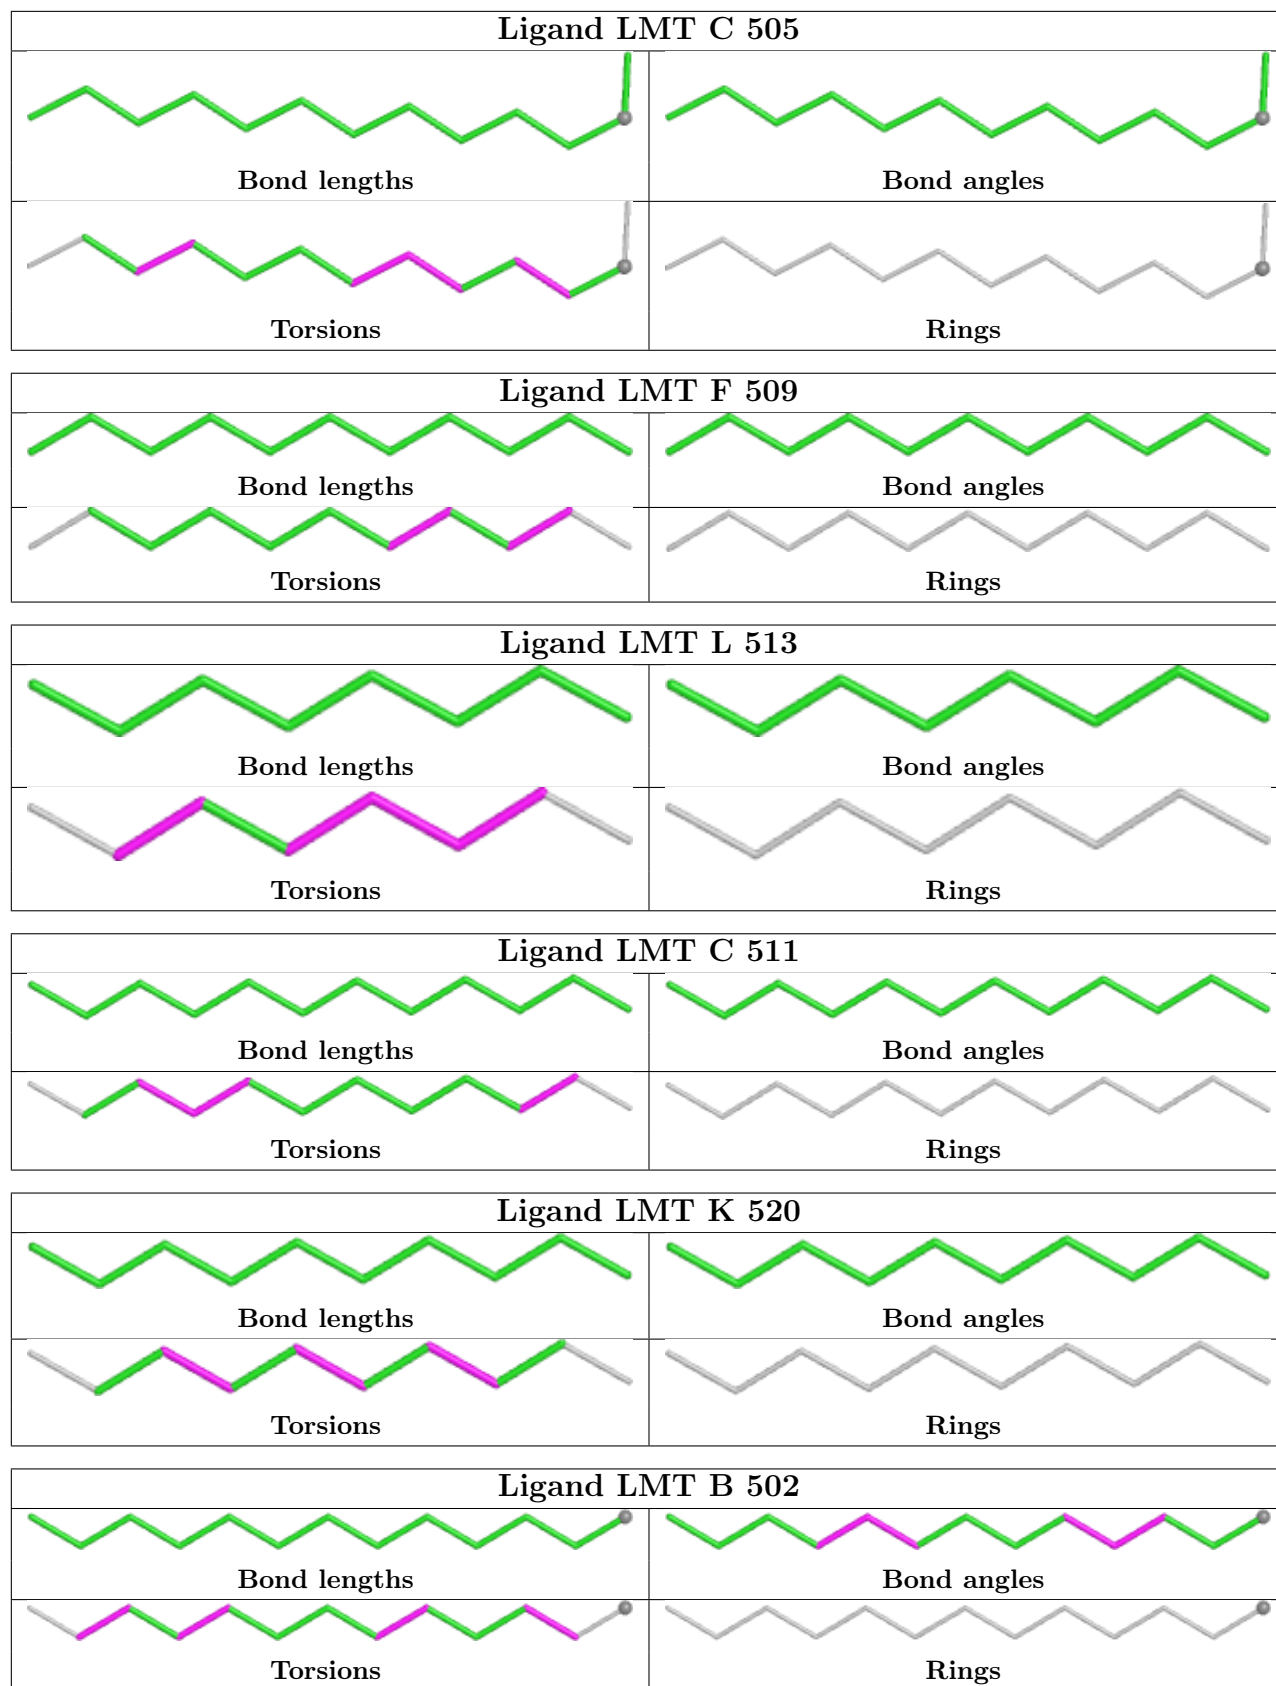 Ligand LMT C 505
Bond lengths Bond angles
Torsions Rings
Ligand LMT F 509
Bond lengths Bond angles
Torsions Rings
Ligand LMT L 513
Bond lengths Bond angles
Torsions Rings
Ligand LMT C 511
Bond lengths Bond angles
Torsions Rings
Ligand LMT K 520
Bond lengths Bond angles
Torsions Rings
Ligand LMT B 502
Bond lengths Bond angles
Torsions Rings